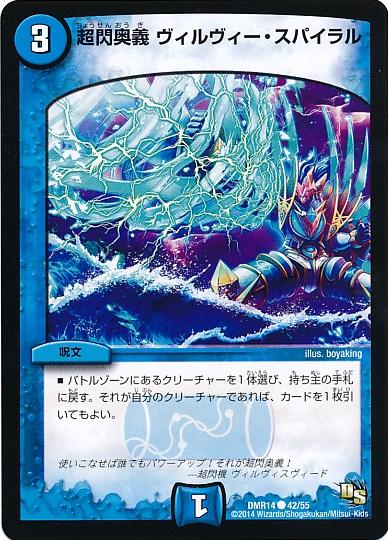 3
ちょうせんおうぎ
超閃奥義 ヴィルヴィー・スパイラル
呪文
illus. boyaking
■ バトルゾーンにあるクリーチャーを1体選び、持ち主の手札
に戻す。それが自分のクリーチャーであれば、カードを1枚引
いてもよい。
使いこなせば誰でもパワーアップ！それが超閃奥義！
---超閃機 ヴィルヴィスヴィード
1
DMR14 ● 42/55
©2014 Wizards/Shogakukan/Mitsui-Kids
DS